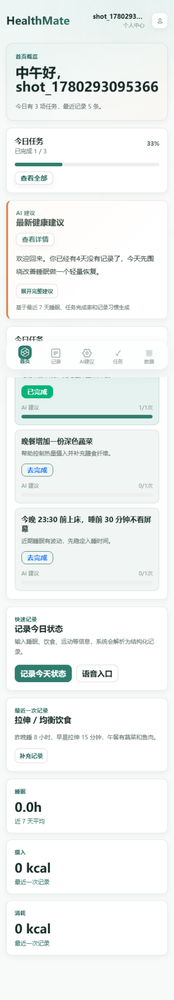 HealthMate
shot_1780293...
个人中心
首页概览
中午好，
shot_1780293095366
今日有 3 项任务，最近记录 5 条。
今日任务
已完成 1 / 3
33%
查看全部
AI 建议
最新健康建议
查看详情
欢迎回来。你已经有4天没有记录了，今天先围
绕改善睡眠做一个轻量恢复。
展开完整建议
基于最近 7 天睡眠、任务完成率和记录习惯生成
今日任务
首页
记录
AI建议
任务
数据
已完成
AI 建议
1/1次
晚餐增加一份深色蔬菜
帮助控制热量摄入并补充膳食纤维。
去完成
AI 建议
0/1次
今晚 23:30 前上床，睡前 30 分钟不看屏
幕
近期睡眠有波动，先稳定入睡时间。
去完成
AI 建议
0/1次
快速记录
记录今日状态
输入睡眠、饮食、运动等信息，系统会解析为结构化记
录。
记录今天状态
语音入口
最近一次记录
拉伸 / 均衡饮食
昨晚睡 8 小时，早晨拉伸 15 分钟，午餐有蔬菜和鱼肉。
补充记录
睡眠
0.0h
近 7 天平均
摄入
0 kcal
最近一次记录
消耗
0 kcal
最近一次记录